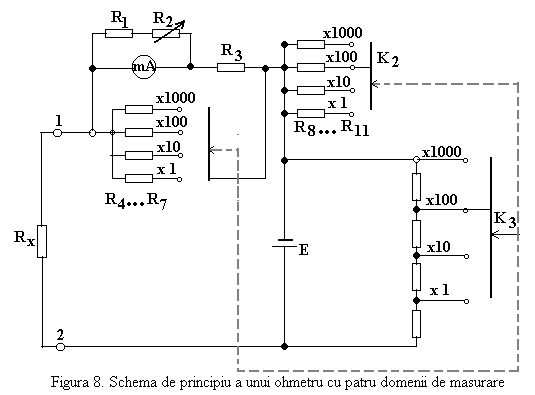 R1 R2
mA
R3
x1000
x100
x10
x 1
K2
R8...R11
1
x1000
x100
x10
x 1
R4...R7
x1000
x100
x10
x 1
K3
Rx
E
2
Figura 8. Schema de principiu a unui ohmetru cu patru domenii de masurare